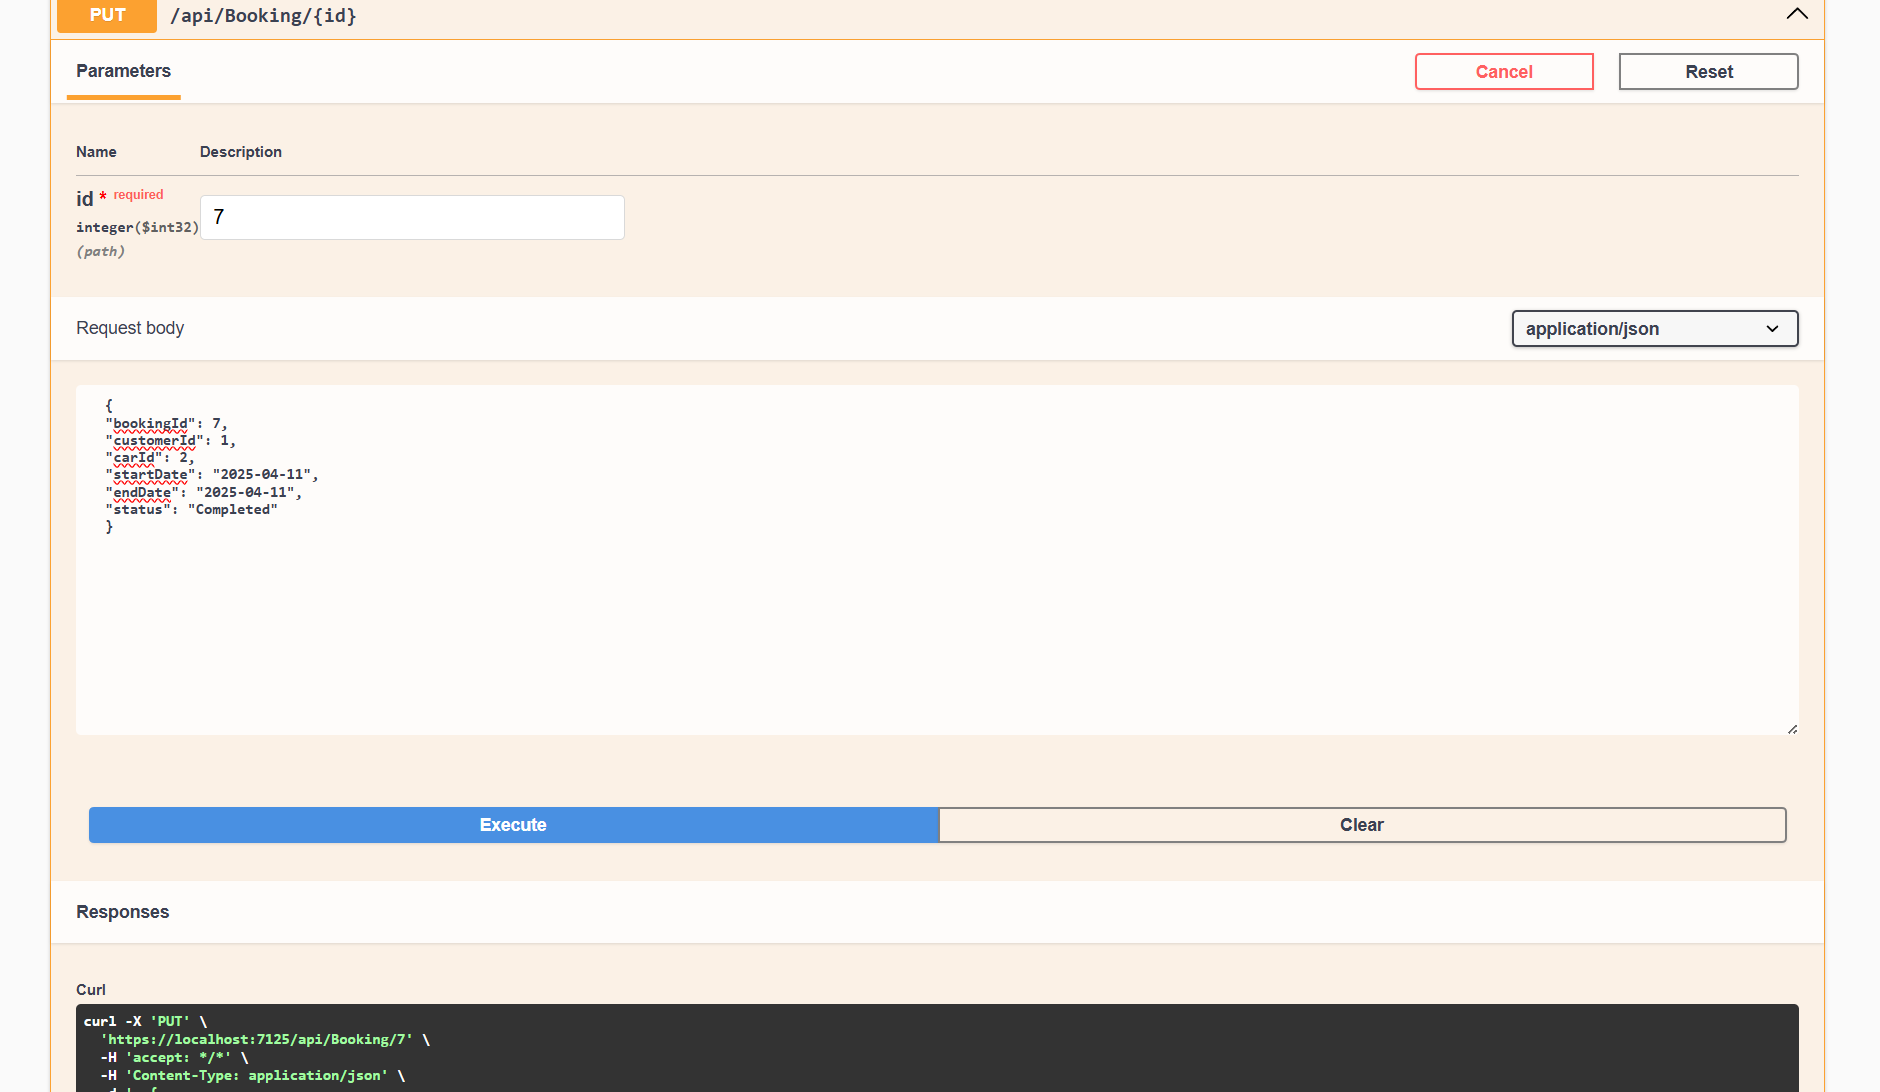 PUT /api/Booking/{id}
Parameters
Cancel
Reset
Name Description
id * required
integer($int32)
(path)
7
Request body
application/json
{
"bookingId": 7,
"customerId": 1,
"carId": 2,
"startDate": "2025-04-11",
"endDate": "2025-04-11",
"status": "Completed"
}
Execute
Clear
Responses
Curl
curl -X 'PUT' \
'https://localhost:7125/api/Booking/7' \
-H 'accept: */*' \
-H 'Content-Type: application/json' \